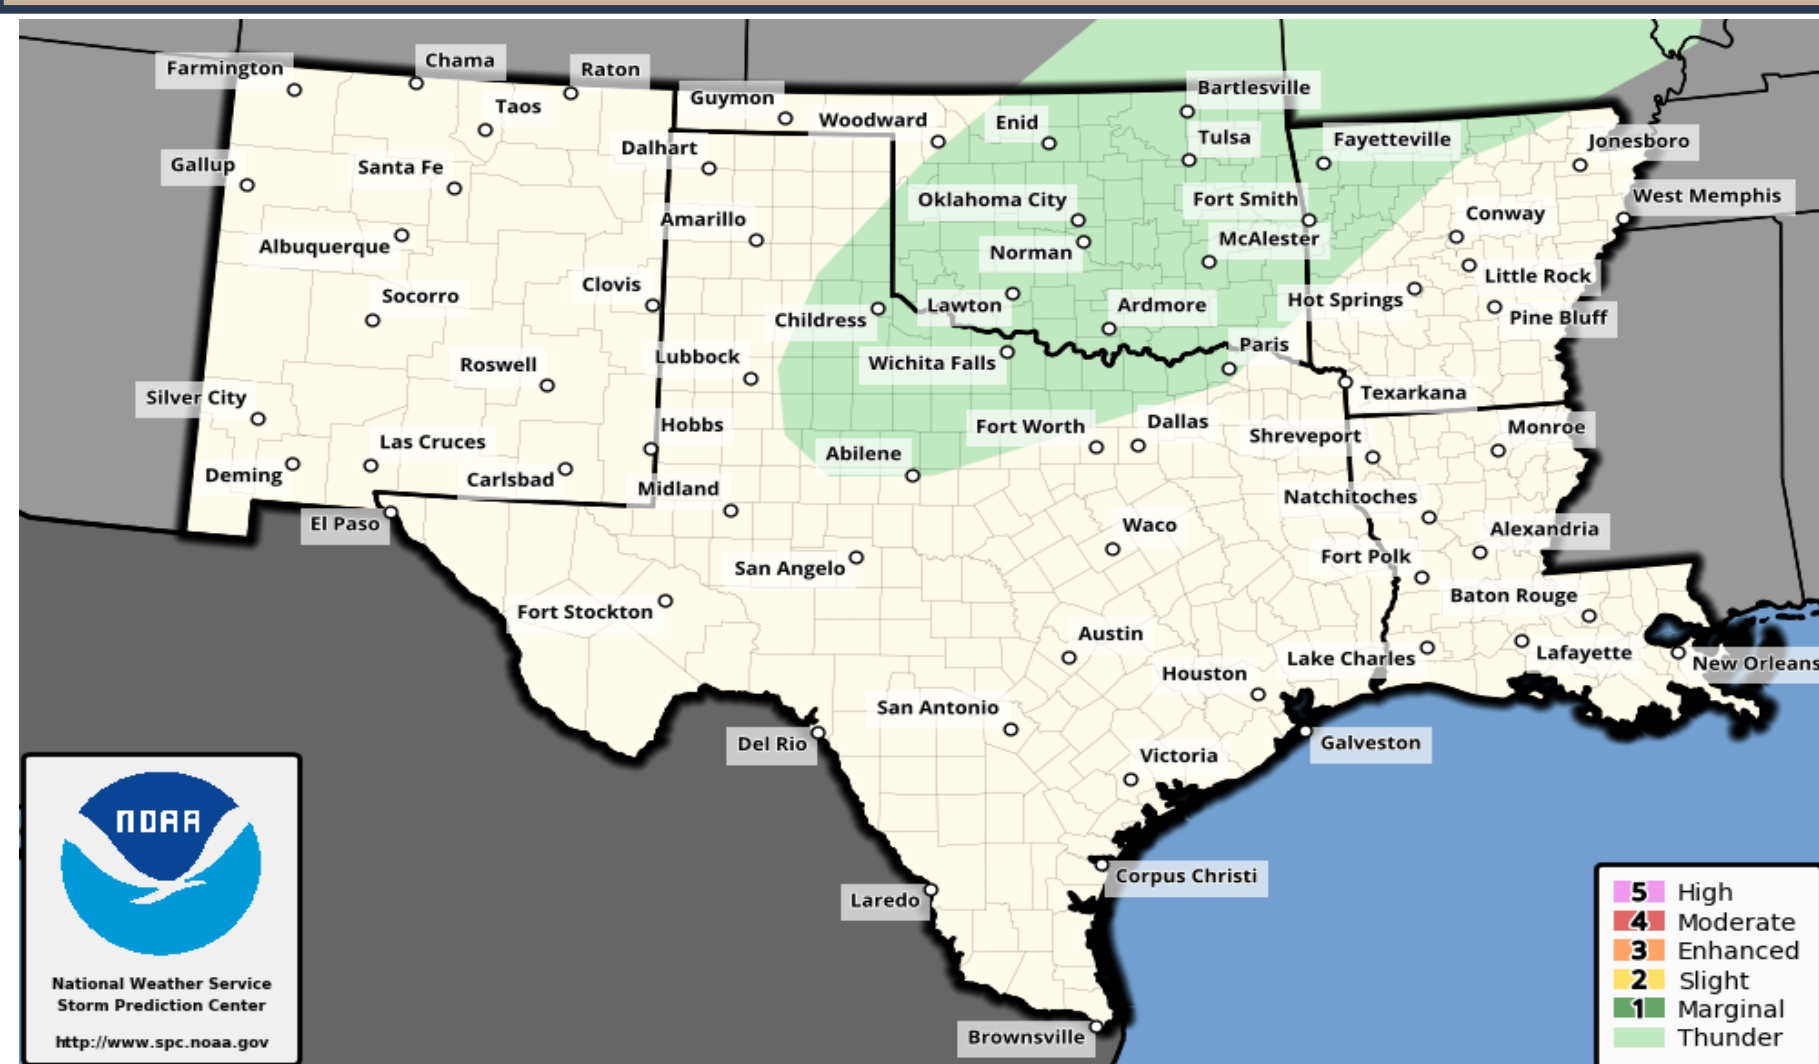 Farmington
Chama
Raton
Guymon
Bartlesville
Taos
Woodward
Enid
Tulsa
Fayetteville
Jonesboro
Dalhart
Gallup
Santa Fe
Oklahoma City
Fort Smith
West Memphis
Amarillo
Conway
Albuquerque
Norman
McAlester
Little Rock
Clovis
Socorro
Childress
Lawton
Ardmore
Hot Springs
Pine Bluff
Lubbock
Wichita Falls
Paris
Roswell
Texarkana
Silver City
Hobbs
Fort Worth
Dallas
Shreveport
Monroe
Las Cruces
Abilene
Deming
Carlsbad
Midland
Natchitoches
El Paso
Waco
Alexandria
San Angelo
Fort Polk
Baton Rouge
Fort Stockton
Austin
Lake Charles
Lafayette
New Orleans
Houston
San Antonio
Del Rio
Galveston
Victoria
Corpus Christi
Laredo
Brownsville
NOAA
National Weather Service
Storm Prediction Center
http://www.spc.noaa.gov
5 High
4 Moderate
3 Enhanced
2 Slight
1 Marginal
Thunder